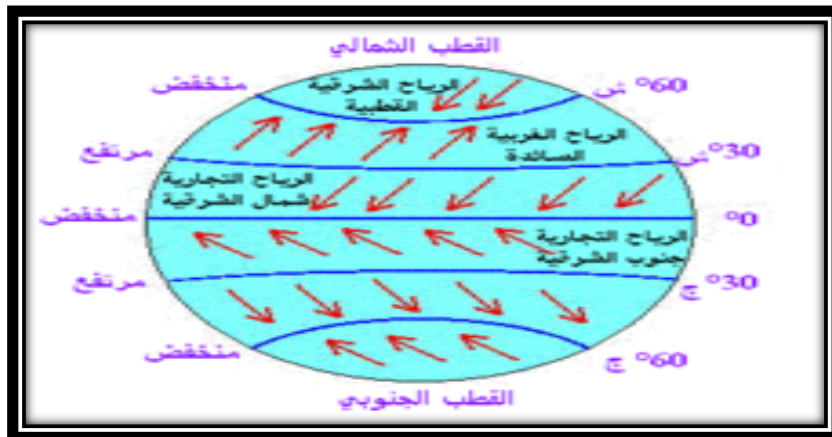 القطب الشمالي
منخفض
60° ش
الرياح الشرقية
القطبية
الرياح الغربية
السائدة
مرتفع
30° ش
الرياح التجارية
شمال الشرقية
منخفض
0°
الرياح التجارية
جنوب الشرقية
مرتفع
30° ج
منخفض
60° ج
القطب الجنوبي